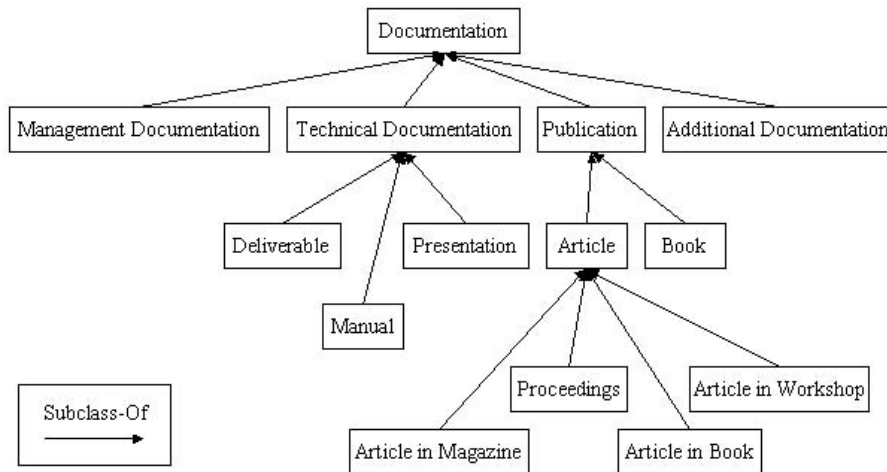 Documentation
Management Documentation
Technical Documentation
Publication
Additional Documentation
Deliverable
Presentation
Article
Book
Manual
Proceedings
Article in Workshop
Article in Magazine
Article in Book
Subclass-Of